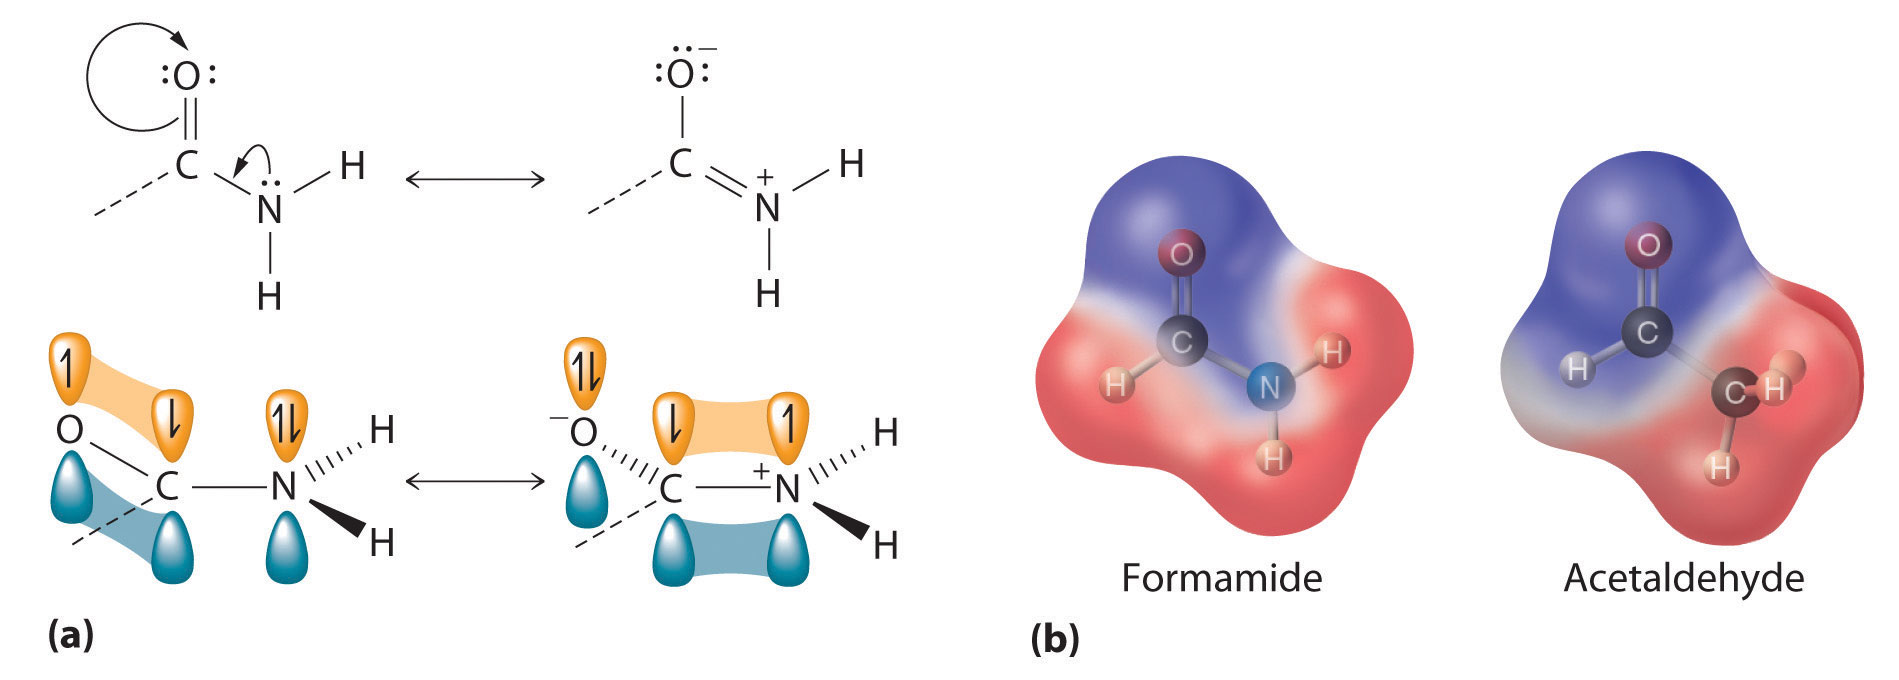 :O:
C
H
N
H
:O:–
C
+
H
N
H
O
C
N
H
H
–O
C
+
N
H
H
(a)
O
C
H
N
H
H
Formamide
O
C
H
C
H
H
Acetaldehyde
(b)